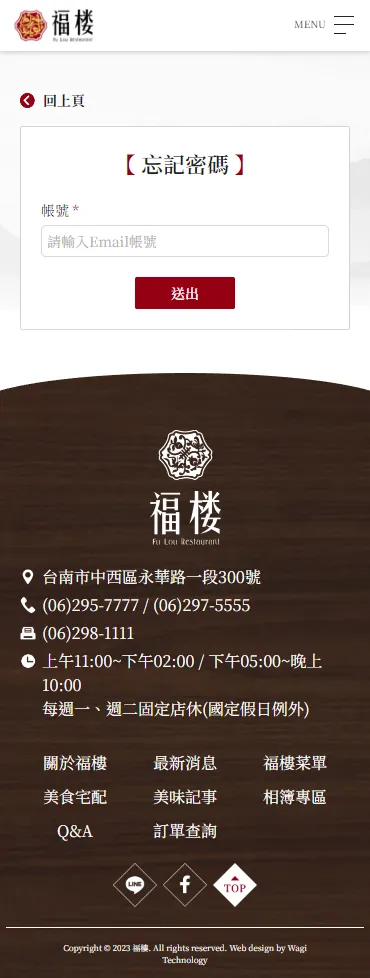 福楼
Fu Lou Restaurant
MENU
回上頁
【 忘記密碼 】
帳號 *
請輸入Email帳號
送出
福楼
Fu Lou Restaurant
台南市中西區永華路一段300號
(06)295-7777 / (06)297-5555
(06)298-1111
上午11:00~下午02:00 / 下午05:00~晚上
10:00
每週一、週二固定店休(國定假日例外)
關於福樓 最新消息 福樓菜單
美食宅配 美味記事 相簿專區
Q&A 訂單查詢
LINE
TOP
Copyright © 2023 福樓. All rights reserved. Web design by Wagi
Technology